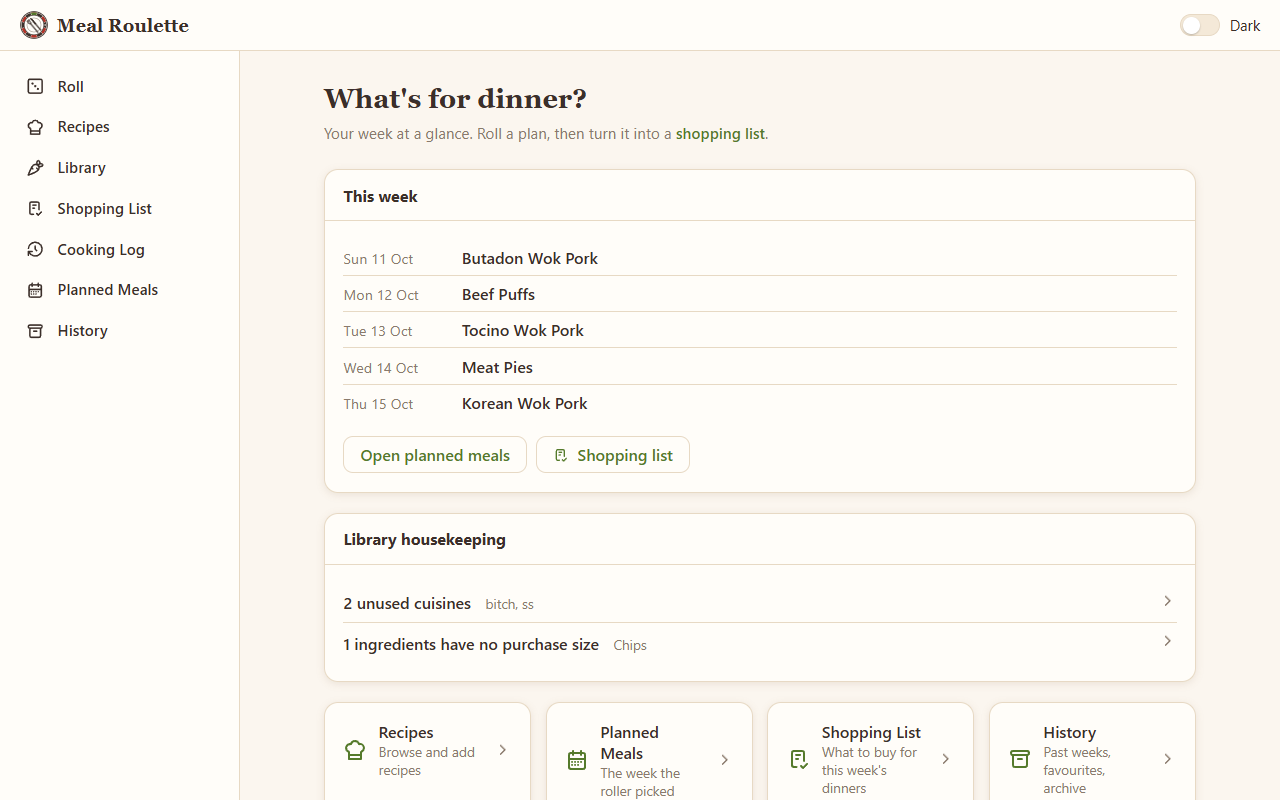 Meal Roulette
Dark
Roll
Recipes
Library
Shopping List
Cooking Log
Planned Meals
History
What's for dinner?
Your week at a glance. Roll a plan, then turn it into a shopping list.
This week
Sun 11 Oct Butadon Wok Pork
Mon 12 Oct Beef Puffs
Tue 13 Oct Tocino Wok Pork
Wed 14 Oct Meat Pies
Thu 15 Oct Korean Wok Pork
Open planned meals Shopping list
Library housekeeping
2 unused cuisines bitch, ss
1 ingredients have no purchase size Chips
Recipes
Browse and add
recipes
Planned
Meals
The week the
roller picked
Shopping List
What to buy for
this week's
dinners
History
Past weeks,
favourites,
archive